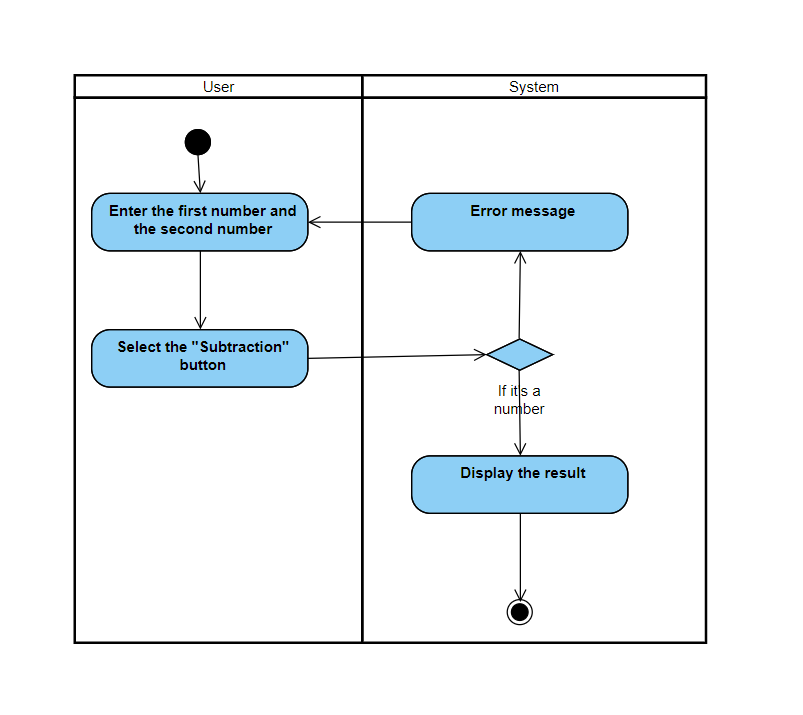 User
System
Enter the first number and
the second number
Error message
Select the "Subtraction"
button
If it's a
number
Display the result